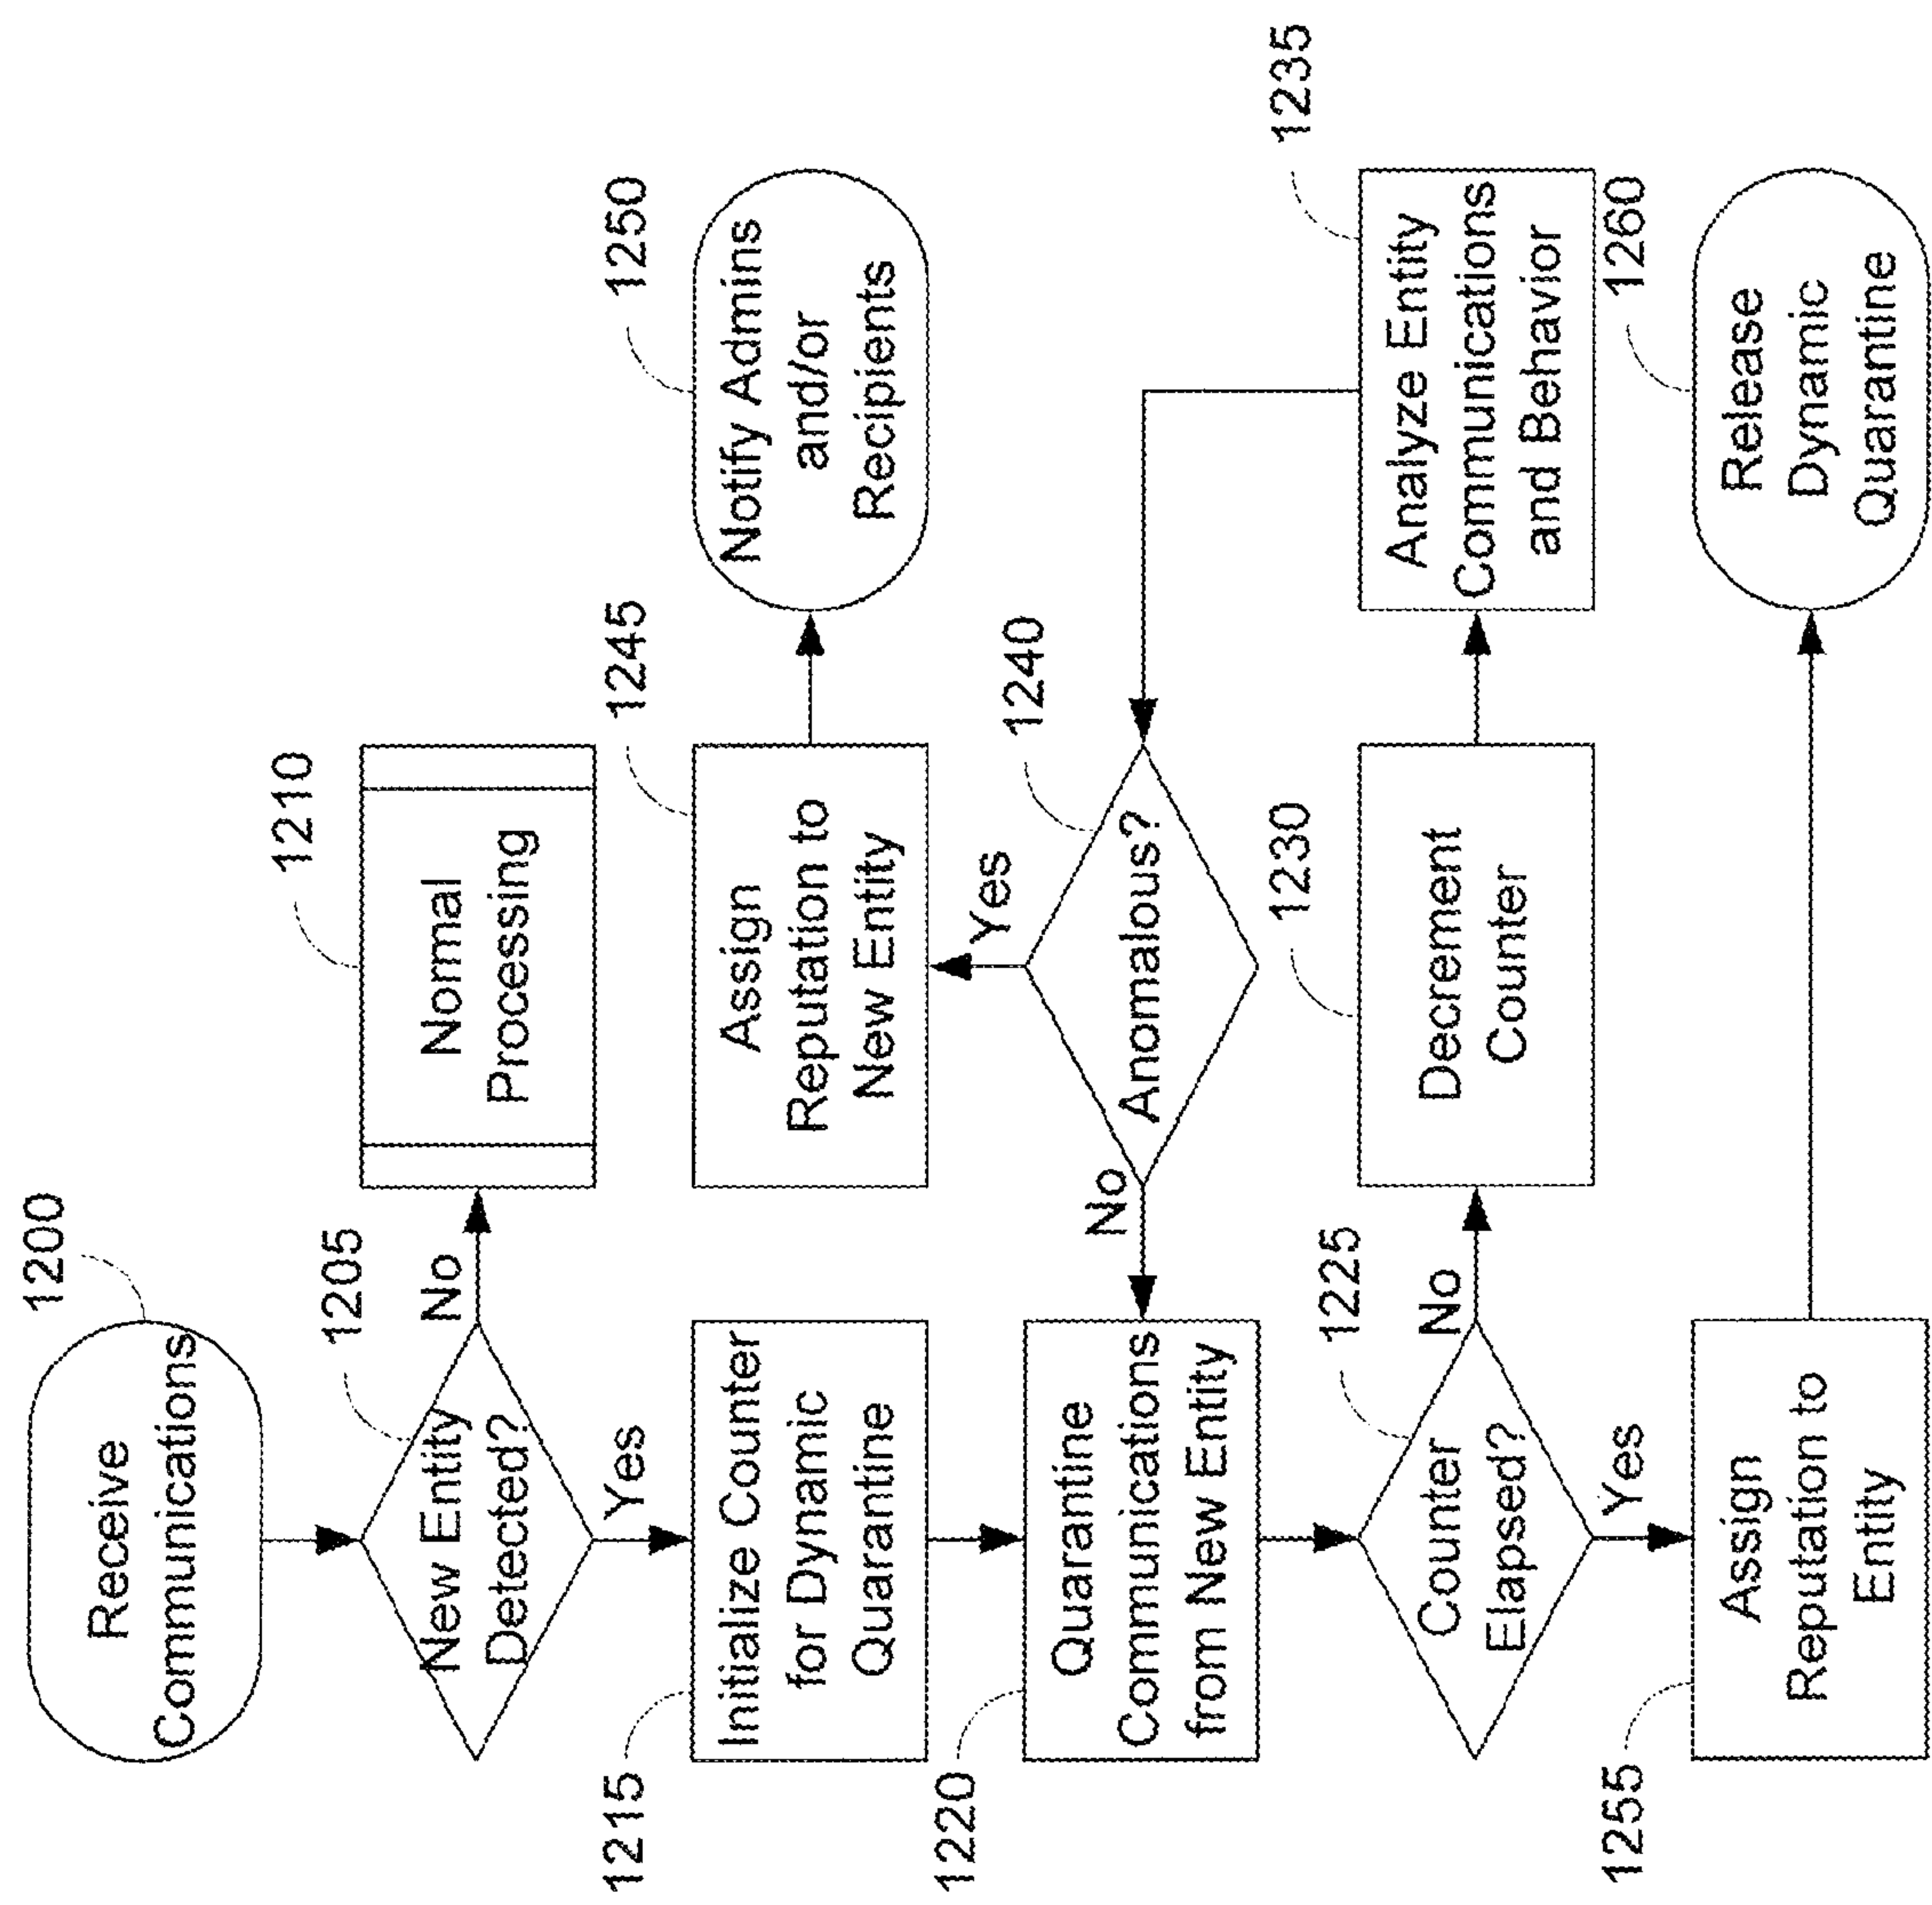 1200
Receive
Communications
1205
New Entity
Detected?
No
Yes
1210
Normal
Processing
1215
Initialize Counter
for Dynamic
Quarantine
1245
Assign
Reputation to
New Entity
1250
Notify Admins
and/or
Recipients
1220
Quarantine
Communications
from New Entity
No
1240
Anomalous?
Yes
1225
Counter
Elapsed?
No
Yes
1230
Decrement
Counter
1235
Analyze Entity
Communications
and Behavior
1255
Assign
Reputation to
Entity
1260
Release
Dynamic
Quarantine